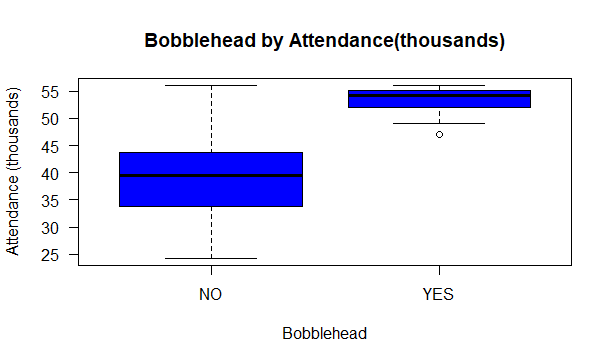 Bobblehead by Attendance(thousands)
Attendance (thousands)
55
50
45
40
35
30
25
NO YES
Bobblehead